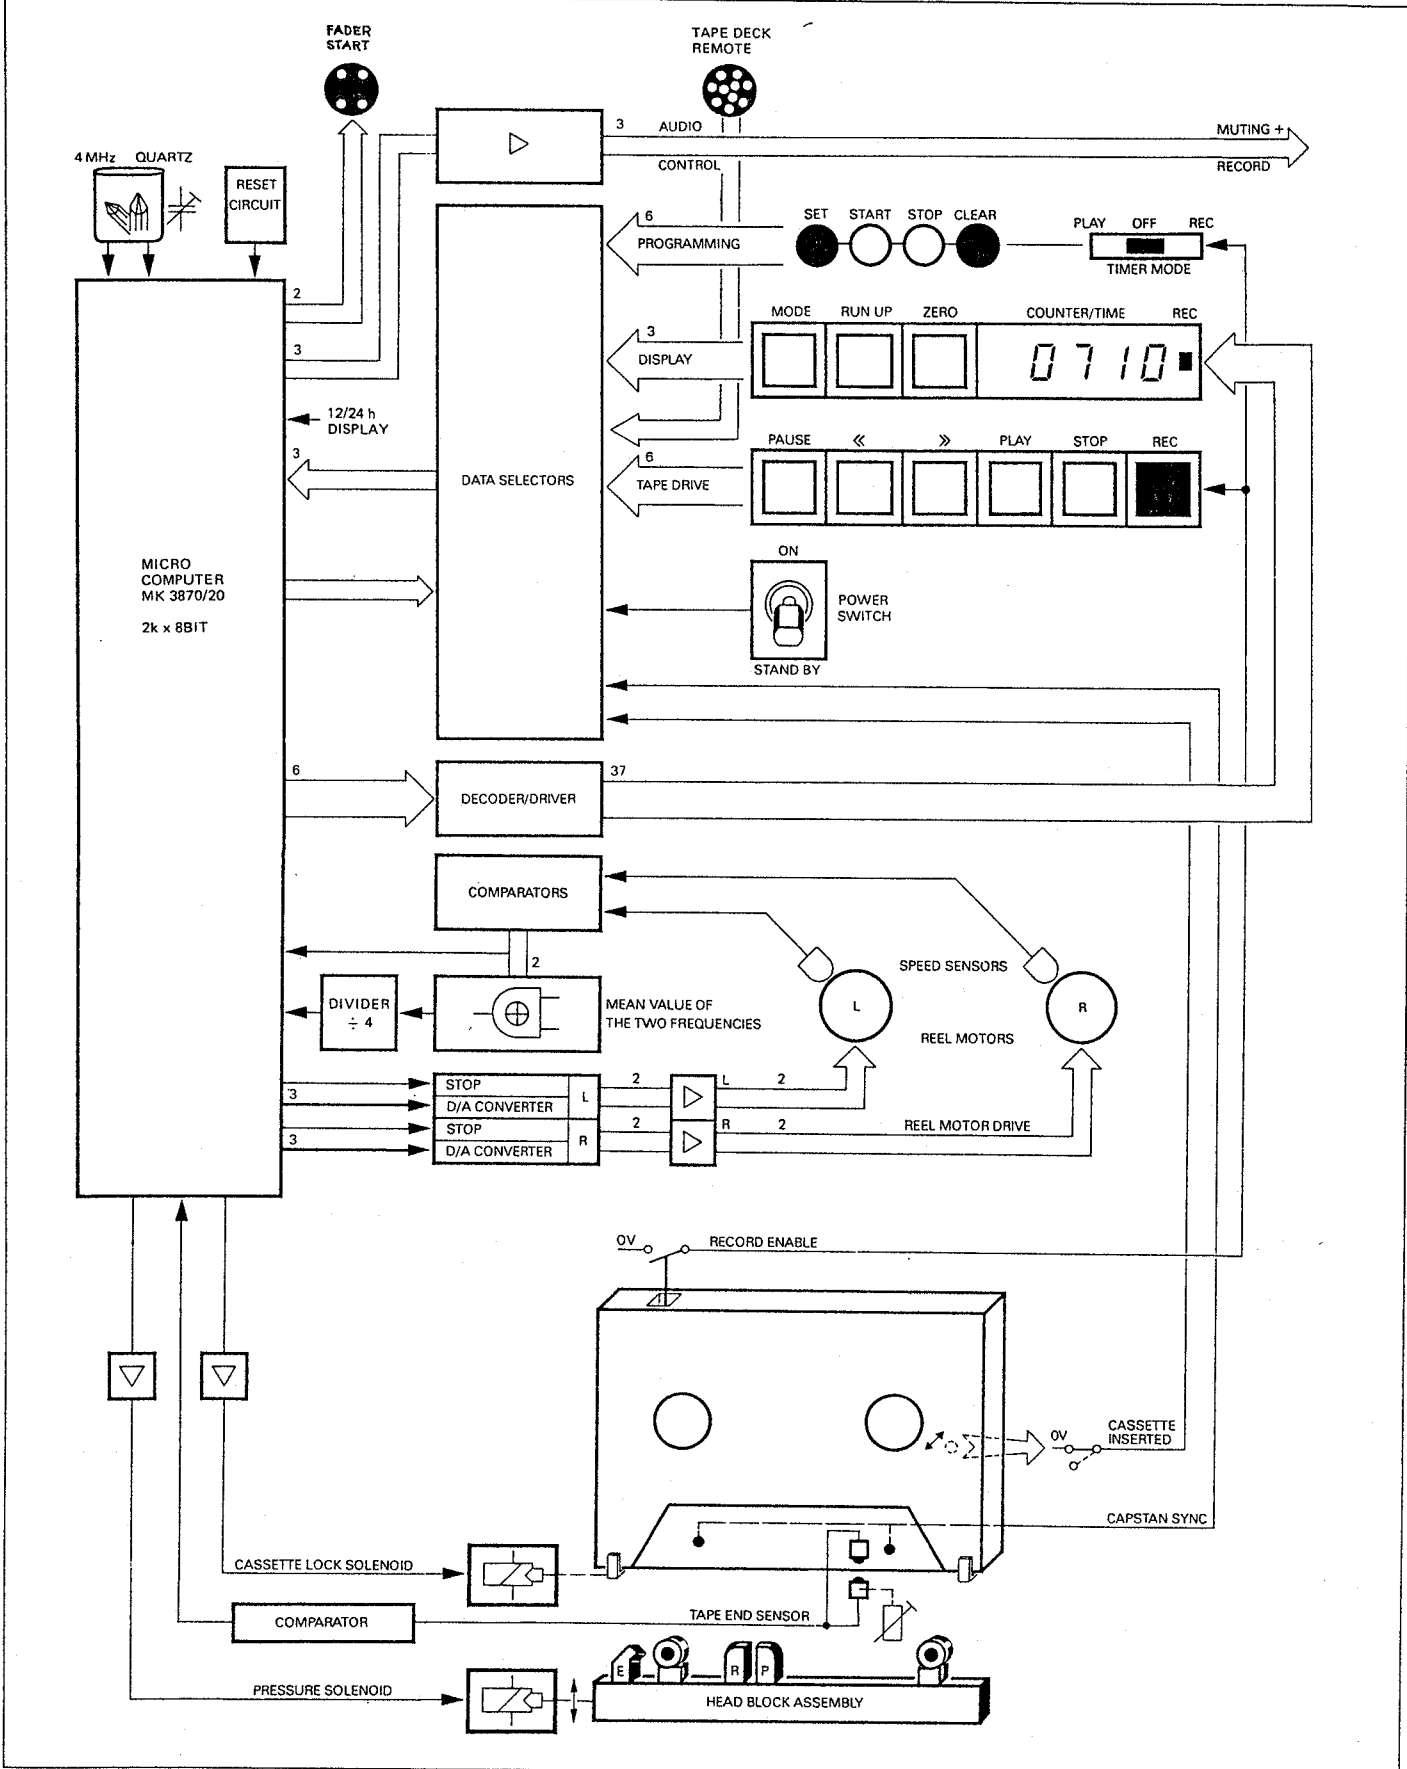 FADER
START
TAPE DECK
REMOTE
3
AUDIO
MUTING +
CONTROL
RECORD
4 MHz QUARTZ
RESET
CIRCUIT
SET START STOP CLEAR
6
PROGRAMMING
PLAY OFF REC
TIMER MODE
2
3
MODE RUN UP ZERO COUNTER/TIME REC
3
DISPLAY
0710
12/24 h
DISPLAY
3
DATA SELECTORS
PAUSE « » PLAY STOP REC
6
TAPE DRIVE
MICRO
COMPUTER
MK 3870/20
2k x 8BIT
ON
POWER
SWITCH
STAND BY
6
DECODER/DRIVER
37
COMPARATORS
2
SPEED SENSORS
DIVIDER
÷ 4
MEAN VALUE OF
THE TWO FREQUENCIES
L
R
REEL MOTORS
STOP
3
D/A CONVERTER
L
2
L
2
STOP
3
D/A CONVERTER
R
2
R
2
REEL MOTOR DRIVE
0V
RECORD ENABLE
0V
CASSETTE
INSERTED
CAPSTAN SYNC
CASSETTE LOCK SOLENOID
COMPARATOR
TAPE END SENSOR
E
R
P
PRESSURE SOLENOID
HEAD BLOCK ASSEMBLY